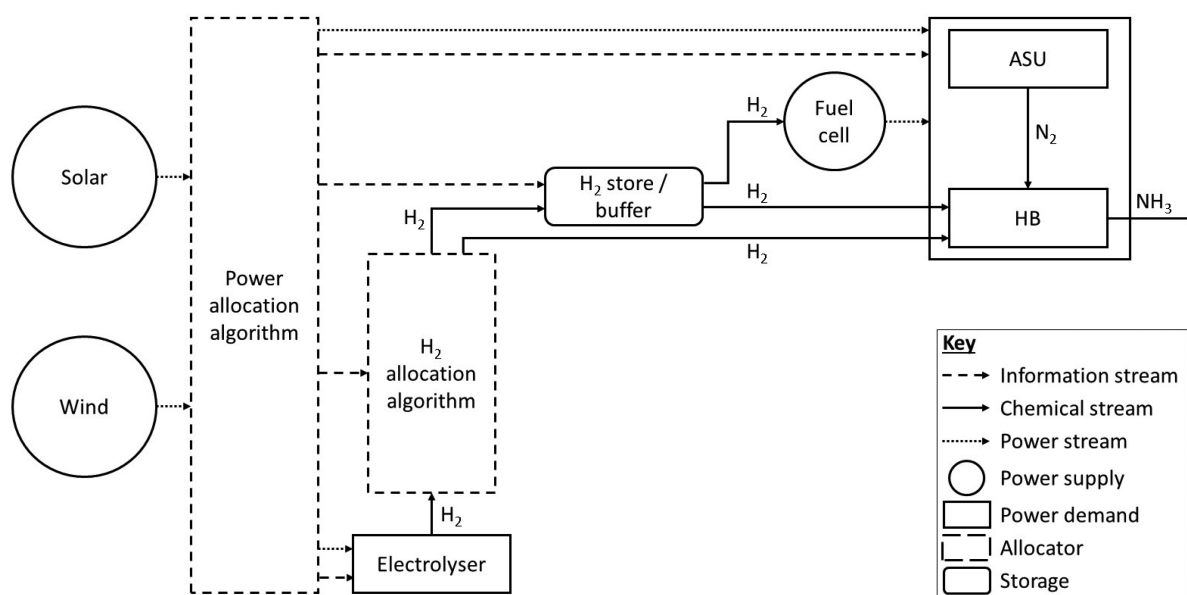 Solar
Wind
Power
allocation
algorithm
H₂
allocation
algorithm
Electrolyser
H₂
H₂
H₂ store /
buffer
H₂
Fuel
cell
H₂
H₂
ASU
N₂
HB
NH₃
Key
Information stream
Chemical stream
Power stream
Power supply
Power demand
Allocator
Storage